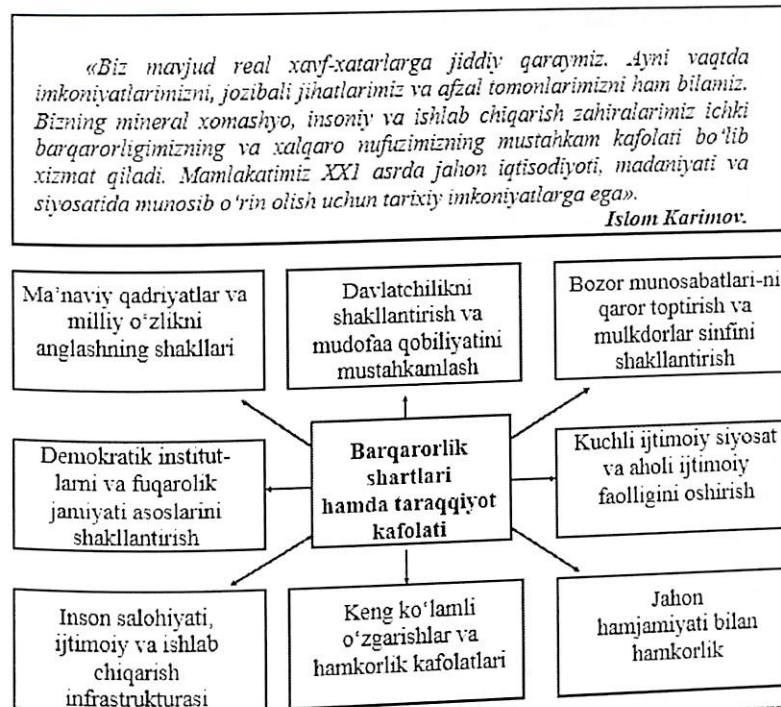 «Biz mavjud real xavf-xatarlarga jiddiy qaraymiz. Ayni vaqtda
imkoniyatlarimizni, jozibali jihatlarimiz va afzal tomonlarimizni ham bilamiz.
Bizning mineral xomashyo, insoniy va ishlab chiqarish zahiralarimiz ichki
barqarorligimizning va xalqaro nufuzimizning mustahkam kafolati bo‘lib
xizmat qiladi. Mamlakatimiz XX1 asrda jahon iqtisodiyoti, madaniyati va
siyosatida munosib o‘rin olish uchun tarixiy imkoniyatlarga ega».
Islom Karimov.
Ma’naviy qadriyatlar va
milliy o‘zlikni
anglashning shakllari
Davlatchilikni
shakllantirish va
mudofaa qobiliyatini
mustahkamlash
Bozor munosabatlari-ni
qaror toptirish va
mulkdorlar sinfini
shakllantirish
Demokratik institut-
larni va fuqarolik
jamiyati asoslarini
shakllantirish
Barqarorlik
shartlari
hamda taraqqiyot
kafolati
Kuchli ijtimoiy siyosat
va aholi ijtimoiy
faolligini oshirish
Inson salohiyati,
ijtimoiy va ishlab
chiqarish
infrastrukturasi
Keng ko‘lamli
o‘zgarishlar va
hamkorlik kafolatlari
Jahon
hamjamiyati bilan
hamkorlik